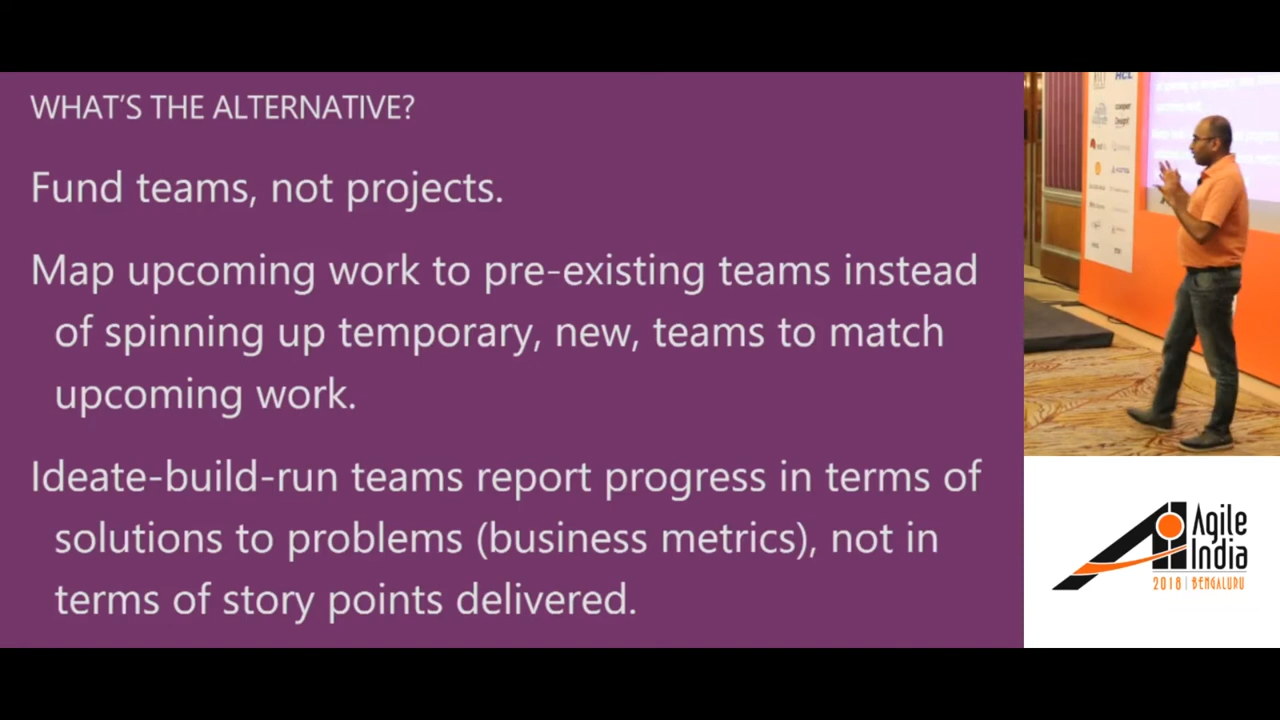 WHAT'S THE ALTERNATIVE?
Fund teams, not projects.
Map upcoming work to pre-existing teams instead
of spinning up temporary, new, teams to match
upcoming work.
Ideate-build-run teams report progress in terms of
solutions to problems (business metrics), not in
terms of story points delivered.
HCL
Agile
India
2018 | BENGALURU